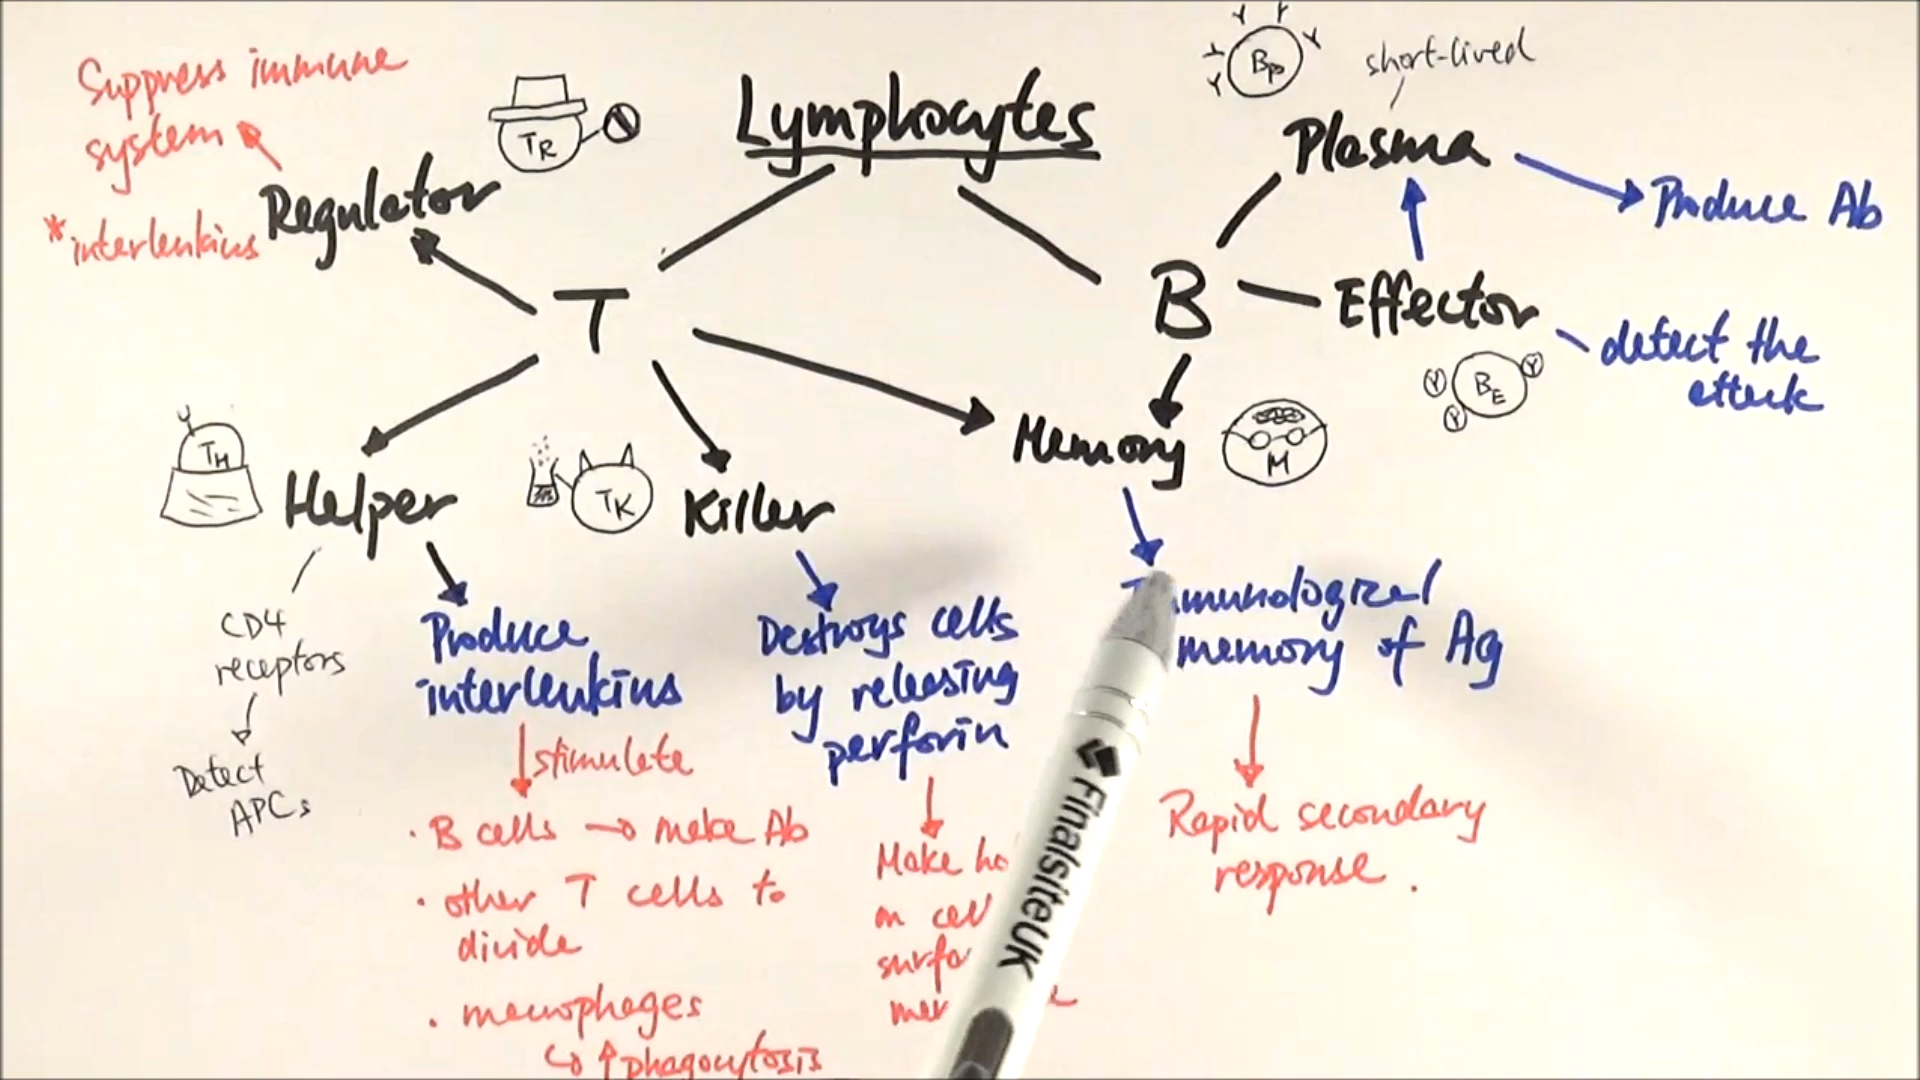 Lymphocytes
Suppress immune
system
* interleukins
Regulator
TR
T
TH
Helper
CD4
receptors
Detect
APCs
Produce
interleukins
stimulate
· B cells → make Ab
· other T cells to
divide
· macrophages
↳ ↑ phagocytosis
TK
Killer
Destroys cells
by releasing
perforin
Make
on cell
B
Bp
short-lived
Plasma
Produce Ab
Effector
BE
detect the
attack
Memory
M
memory of Ag
Rapid secondary
response.
FinalsiteUK